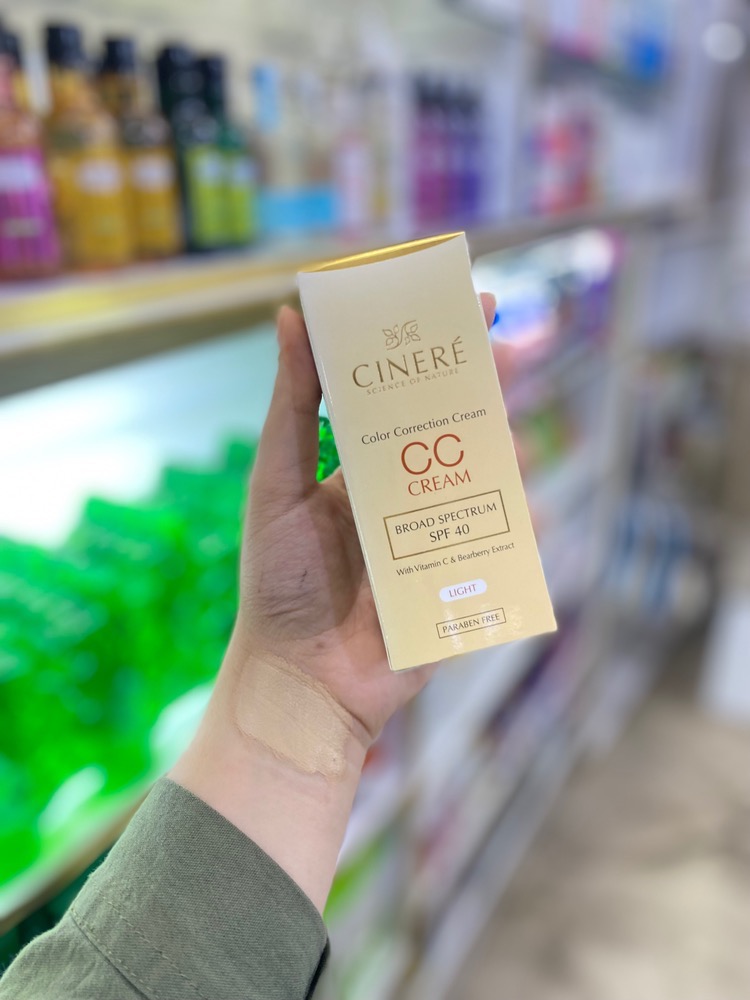 CINERÉ
SCIENCE OF NATURE
Color Correction Cream
CC
CREAM
BROAD SPECTRUM
SPF 40
With Vitamin C & Bearberry Extract
LIGHT
PARABEN FREE